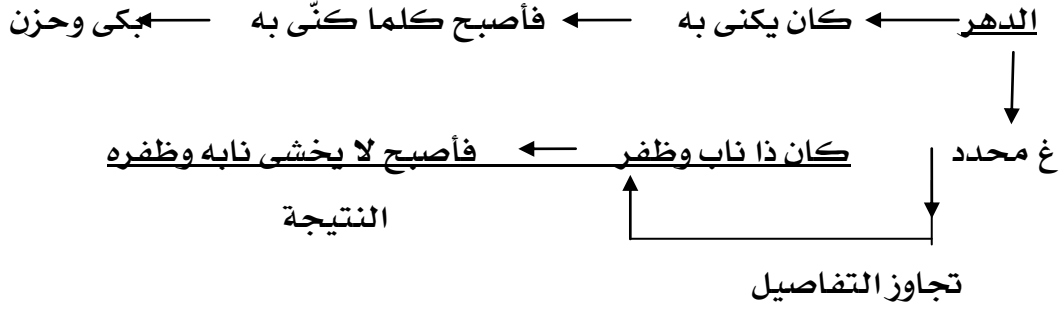 الدهر كان يكنى به فأصبح كلما كنّى به بكى وحزن
غ محدد كان ذا ناب وظفر فأصبح لا يخشى نابه وظفره
النتيجة
تجاوز التفاصيل